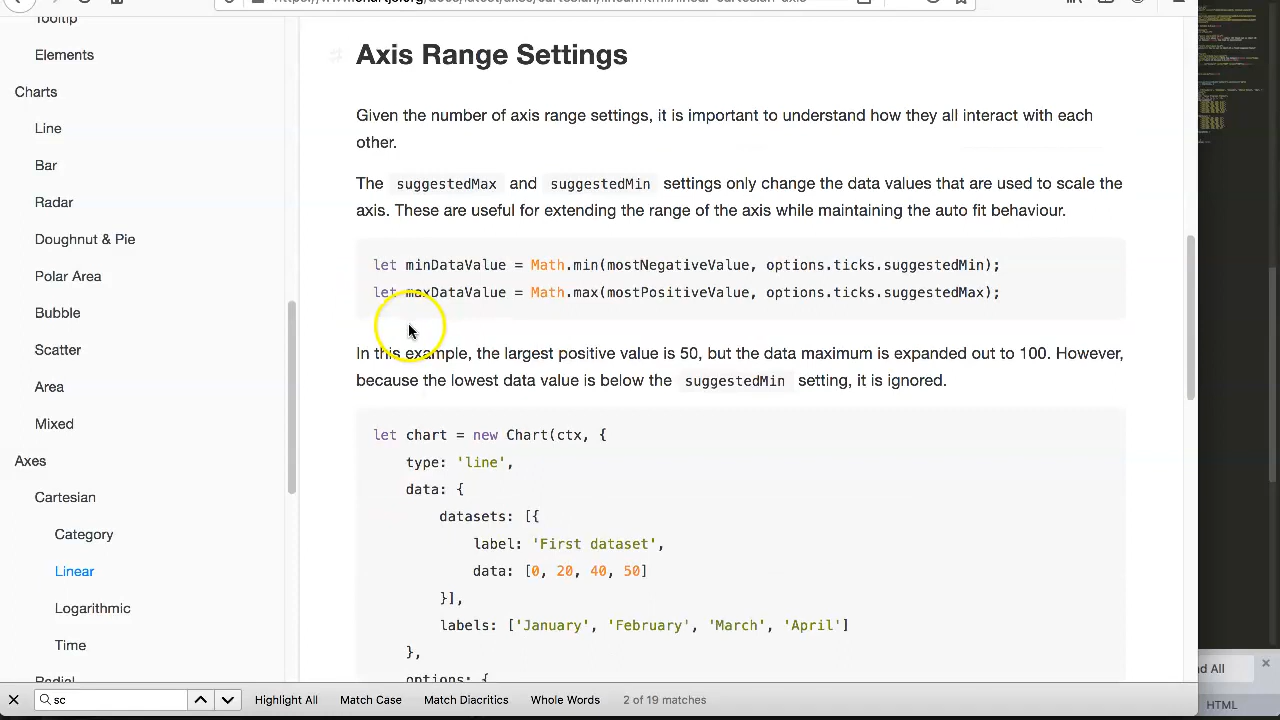 Tooltip
Elements
Charts
Line
Bar
Radar
Doughnut & Pie
Polar Area
Bubble
Scatter
Area
Mixed
Axes
Cartesian
Category
Linear
Logarithmic
Time
Radial
# Axis Range Settings
Given the number of axis range settings, it is important to understand how they all interact with each
other.
The suggestedMax and suggestedMin settings only change the data values that are used to scale the
axis. These are useful for extending the range of the axis while maintaining the auto fit behaviour.
let minDataValue = Math.min(mostNegativeValue, options.ticks.suggestedMin);
let maxDataValue = Math.max(mostPositiveValue, options.ticks.suggestedMax);
In this example, the largest positive value is 50, but the data maximum is expanded out to 100. However,
because the lowest data value is below the suggestedMin setting, it is ignored.
let chart = new Chart(ctx, {
type: 'line',
data: {
datasets: [{
label: 'First dataset',
data: [0, 20, 40, 50]
}],
labels: ['January', 'February', 'March', 'April']
},
options: {
sc
Highlight All
Match Case
Match Diacritics
Whole Words
2 of 19 matches
All
HTML